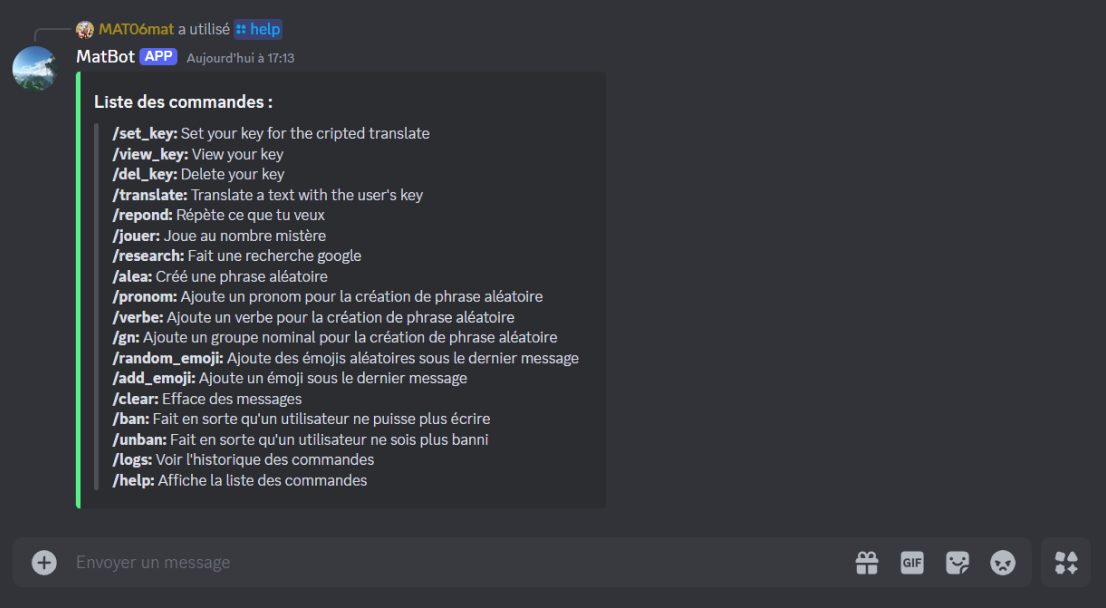 MAT06mat a utilisé help
MatBot APP Aujourd'hui à 17:13
Liste des commandes :
/set_key: Set your key for the cripted translate
/view_key: View your key
/del_key: Delete your key
/translate: Translate a text with the user's key
/repond: Répète ce que tu veux
/jouer: Joue au nombre mistère
/research: Fait une recherche google
/alea: Créé une phrase aléatoire
/pronom: Ajoute un pronom pour la création de phrase aléatoire
/verbe: Ajoute un verbe pour la création de phrase aléatoire
/gn: Ajoute un groupe nominal pour la création de phrase aléatoire
/random_emoji: Ajoute des émojis aléatoires sous le dernier message
/add_emoji: Ajoute un émoji sous le dernier message
/clear: Efface des messages
/ban: Fait en sorte qu'un utilisateur ne puisse plus écrire
/unban: Fait en sorte qu'un utilisateur ne sois plus banni
/logs: Voir l'historique des commandes
/help: Affiche la liste des commandes
Envoyer un message GIF